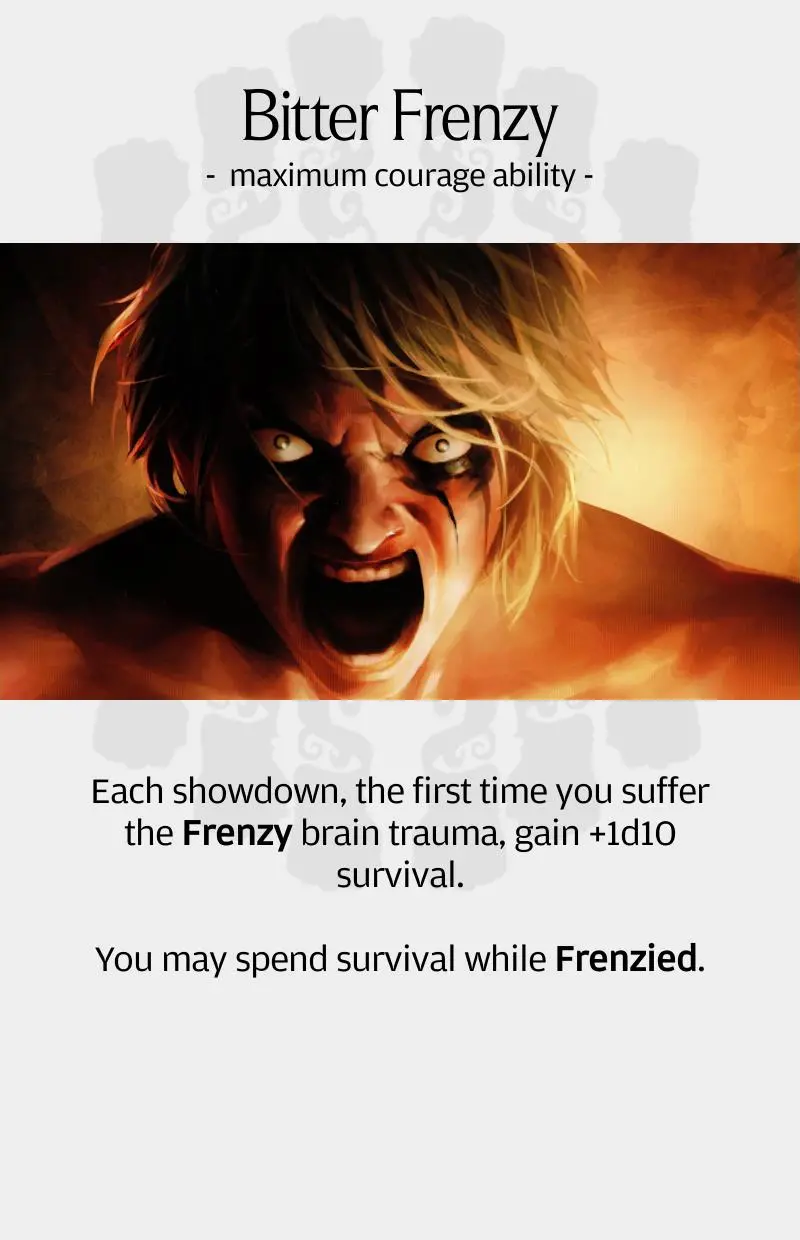 Bitter Frenzy
- maximum courage ability -
Each showdown, the first time you suffer
the Frenzy brain trauma, gain +1d10
survival.
You may spend survival while Frenzied.